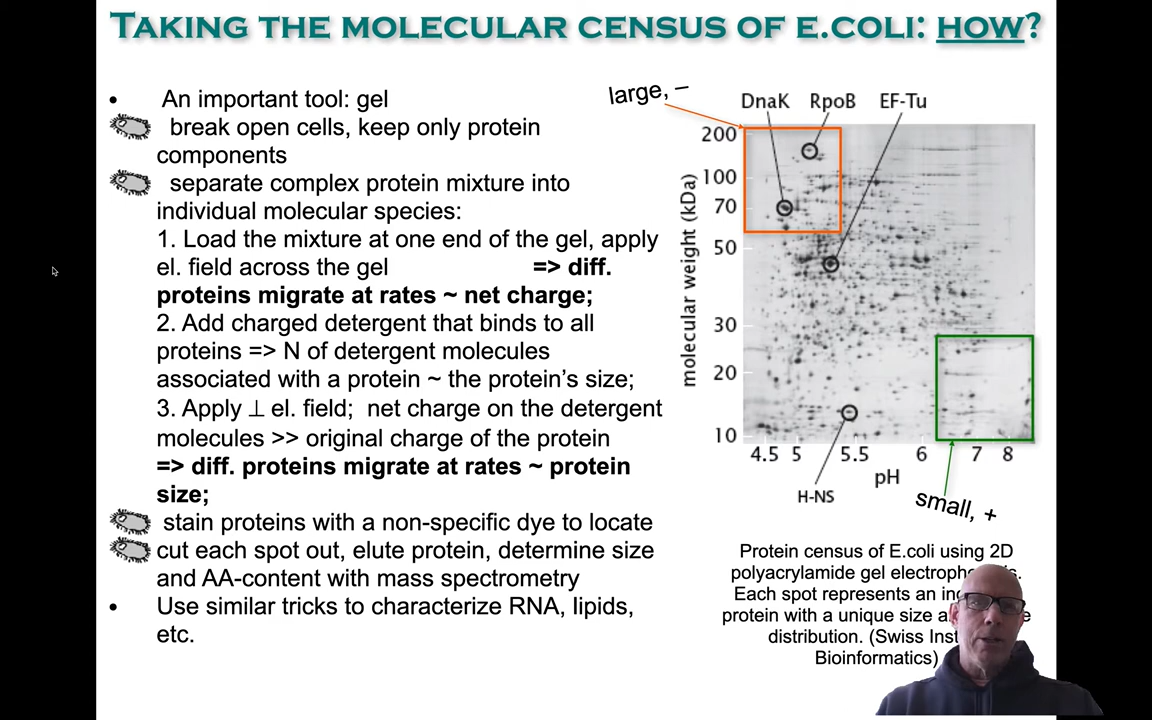 TAKING THE MOLECULAR CENSUS OF E.COLI: HOW?
• An important tool: gel
break open cells, keep only protein
components
separate complex protein mixture into
individual molecular species:
1. Load the mixture at one end of the gel, apply
el. field across the gel => diff.
proteins migrate at rates ~ net charge;
2. Add charged detergent that binds to all
proteins => N of detergent molecules
associated with a protein ~ the protein's size;
3. Apply ⊥ el. field; net charge on the detergent
molecules >> original charge of the protein
=> diff. proteins migrate at rates ~ protein
size;
stain proteins with a non-specific dye to locate
cut each spot out, elute protein, determine size
and AA-content with mass spectrometry
• Use similar tricks to characterize RNA, lipids,
etc.
large, –
DnaK RpoB EF-Tu
molecular weight (kDa)
200
100
70
50
30
20
10
4.5 5 5.5 6 7 8
pH
H-NS
small, +
Protein census of E.coli using 2D
polyacrylamide gel
Each spot represents an
protein with a unique size
distribution. (Swiss
Bioinformatics)